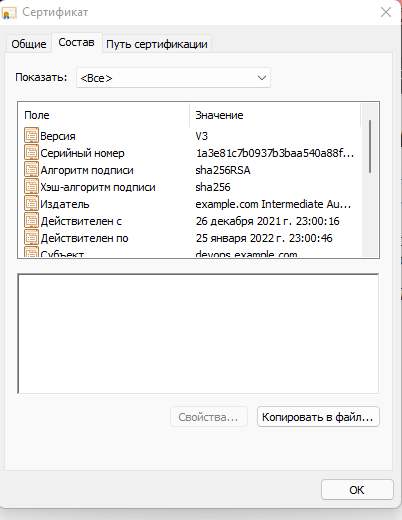 Сертификат
Общие Состав Путь сертификации
Показать: <Все>
Поле Значение
Версия V3
Серийный номер 1a3e81c7b0937b3baa540a88f...
Алгоритм подписи sha256RSA
Хэш-алгоритм подписи sha256
Издатель example.com Intermediate Au...
Действителен с 26 декабря 2021 г. 23:00:16
Действителен по 25 января 2022 г. 23:00:46
Субъект devops.example.com
Свойства... Копировать в файл...
ОК